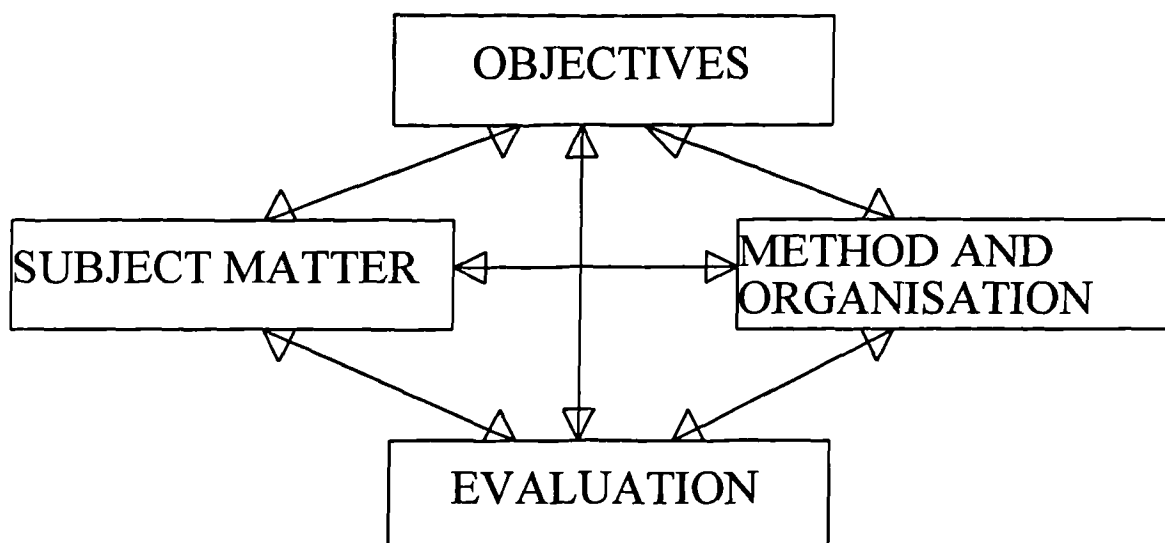 OBJECTIVES
SUBJECT MATTER
METHOD AND
ORGANISATION
EVALUATION